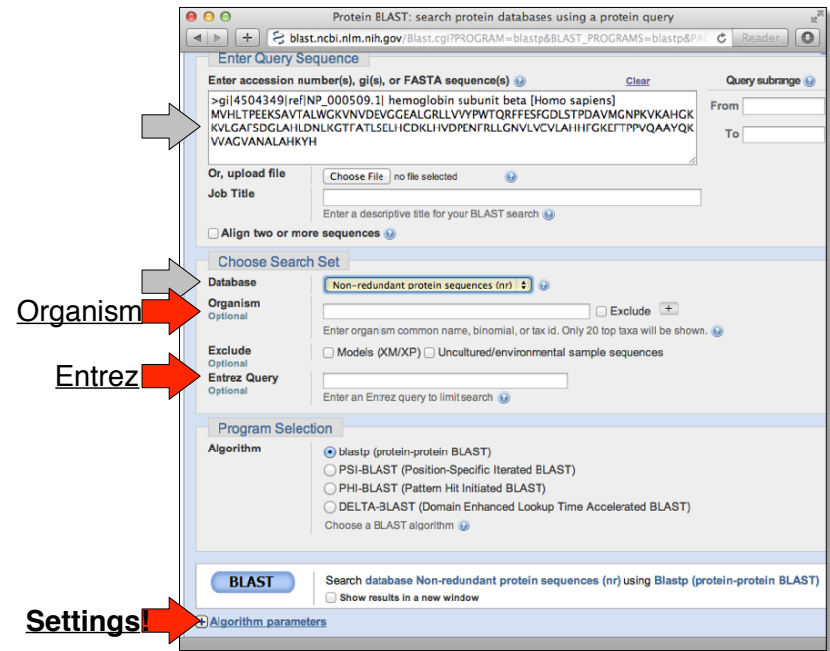 Protein BLAST: search protein databases using a protein query
blast.ncbi.nlm.nih.gov/Blast.cgi?PROGRAM=blastp&BLAST_PROGRAMS=blastp&PA
Reader
Enter Query Sequence
Enter accession number(s), gi(s), or FASTA sequence(s)
Clear
Query subrange
>gi|4504349|ref|NP_000509.1| hemoglobin subunit beta [Homo sapiens]
MVHLTPEEKSAVTALWGKVNVDEVGGEALGRLLVVYPWTQRFFESFGDLSTPDAVMGNPKVKAHGK
KVLGAFSDGLAHLDNLKGTFATLSELHCDKLHVDPENFRLLGNVLVCVLAHHFGKEFTPPVQAAYQK
VVAGVANALAHKYH
From
To
Or, upload file
Choose File no file selected
Job Title
Enter a descriptive title for your BLAST search
Align two or more sequences
Choose Search Set
Database
Non-redundant protein sequences (nr)
Organism
Organism
Optional
Exclude +
Enter organism common name, binomial, or tax id. Only 20 top taxa will be shown.
Exclude
Optional
Models (XM/XP) Uncultured/environmental sample sequences
Entrez
Entrez Query
Optional
Enter an Entrez query to limit search
Program Selection
Algorithm
blastp (protein-protein BLAST)
PSI-BLAST (Position-Specific Iterated BLAST)
PHI-BLAST (Pattern Hit Initiated BLAST)
DELTA-BLAST (Domain Enhanced Lookup Time Accelerated BLAST)
Choose a BLAST algorithm
BLAST
Search database Non-redundant protein sequences (nr) using Blastp (protein-protein BLAST)
Show results in a new window
Settings!
Algorithm parameters